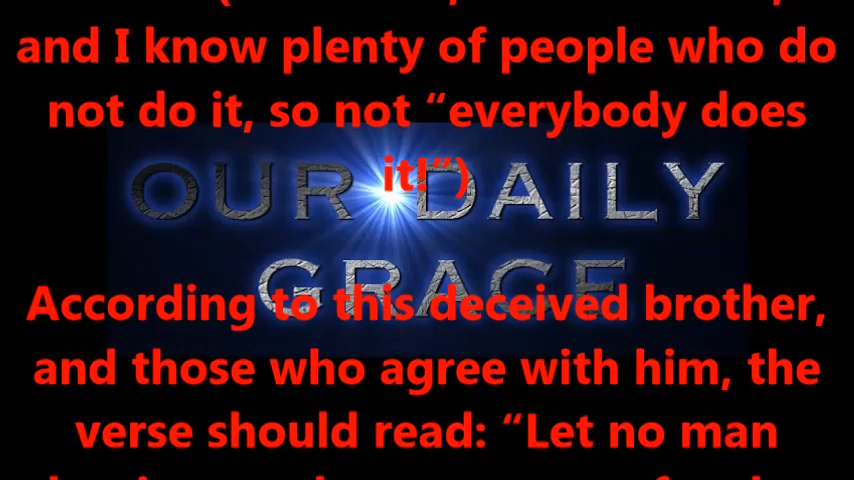 and I know plenty of people who do
not do it, so not “everybody does
it!”)
OUR DAILY
GRACE
According to this deceived brother,
and those who agree with him, the
verse should read: “Let no man